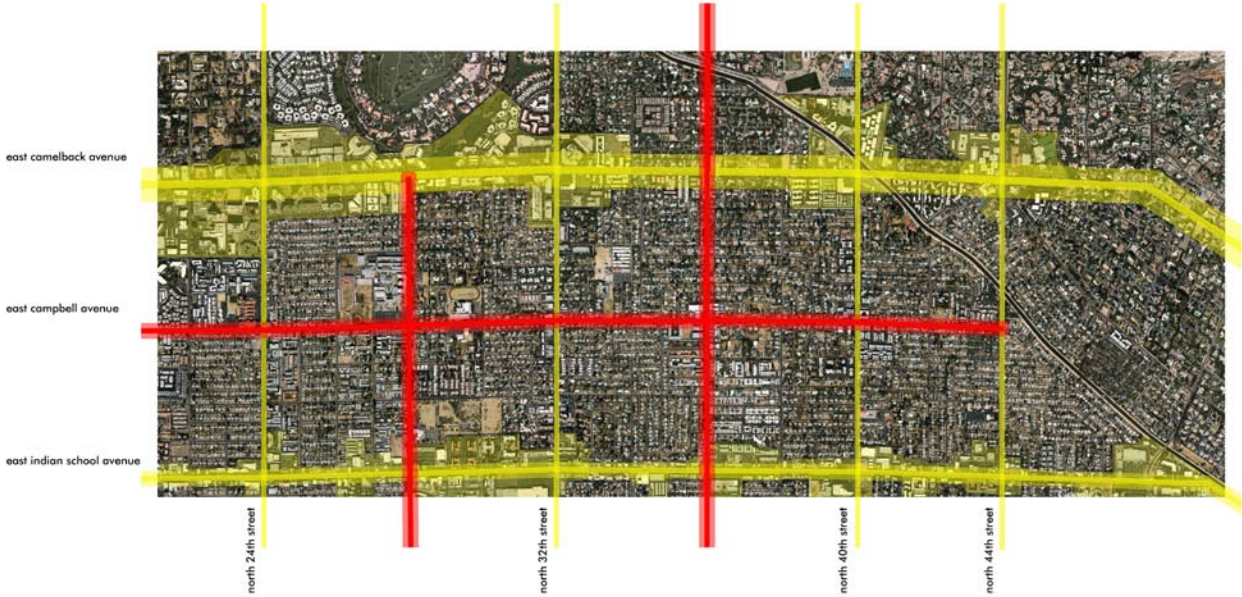 east camelback avenue
east campbell avenue
east indian school avenue
north 24th street
north 32th street
north 40th street
north 44th street